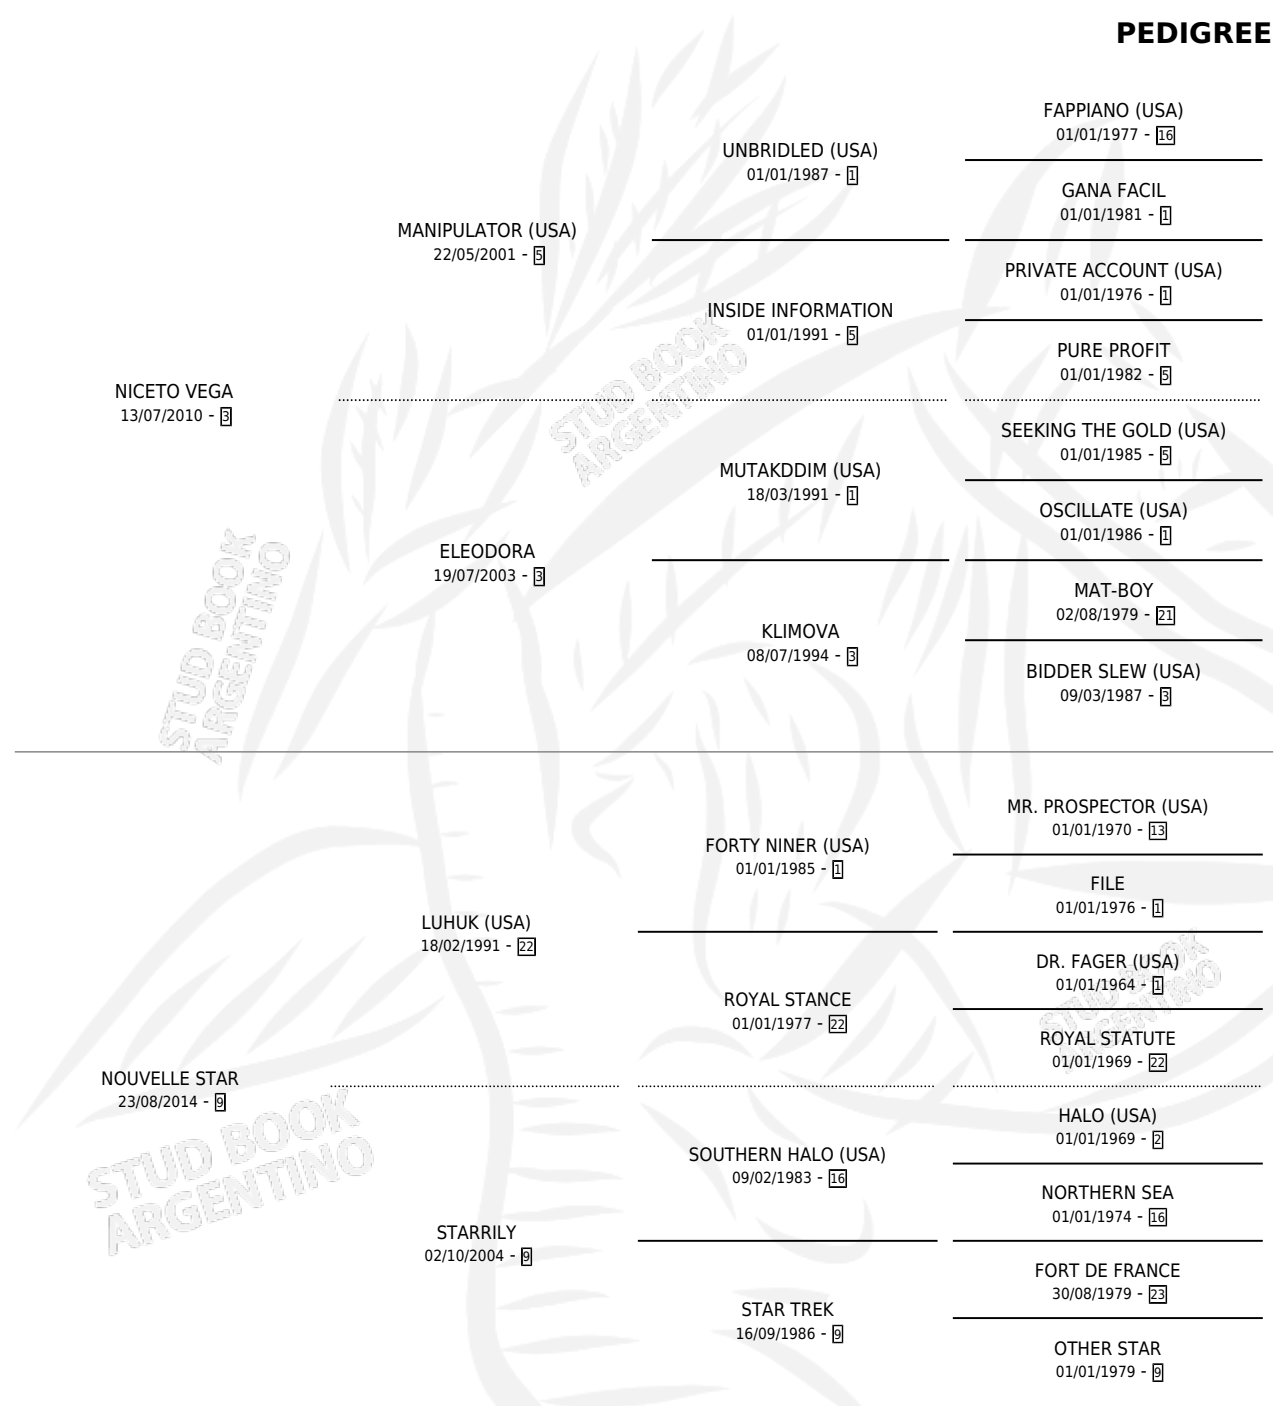 PEDIGREE
FAPPIANO (USA)
01/01/1977 - 16
UNBRIDLED (USA)
01/01/1987 - 1
GANA FACIL
01/01/1981 - 1
MANIPULATOR (USA)
22/05/2001 - 5
PRIVATE ACCOUNT (USA)
01/01/1976 - 1
INSIDE INFORMATION
01/01/1991 - 5
PURE PROFIT
01/01/1982 - 5
NICETO VEGA
13/07/2010 - 3
SEEKING THE GOLD (USA)
01/01/1985 - 5
MUTAKDDIM (USA)
18/03/1991 - 1
OSCILLATE (USA)
01/01/1986 - 1
ELEODORA
19/07/2003 - 3
MAT-BOY
02/08/1979 - 21
KLIMOVA
08/07/1994 - 3
BIDDER SLEW (USA)
09/03/1987 - 3
MR. PROSPECTOR (USA)
01/01/1970 - 13
FORTY NINER (USA)
01/01/1985 - 1
FILE
01/01/1976 - 1
LUHUK (USA)
18/02/1991 - 22
DR. FAGER (USA)
01/01/1964 - 1
ROYAL STANCE
01/01/1977 - 22
ROYAL STATUTE
01/01/1969 - 22
NOUVELLE STAR
23/08/2014 - 9
HALO (USA)
01/01/1969 - 2
SOUTHERN HALO (USA)
09/02/1983 - 16
NORTHERN SEA
01/01/1974 - 16
STARRILY
02/10/2004 - 9
FORT DE FRANCE
30/08/1979 - 23
STAR TREK
16/09/1986 - 9
OTHER STAR
01/01/1979 - 9
STUD BOOK
ARGENTINO
STUD BOOK
ARGENTINO
STUD BOOK
ARGENTINO
STUD BOOK
ARGENTINO